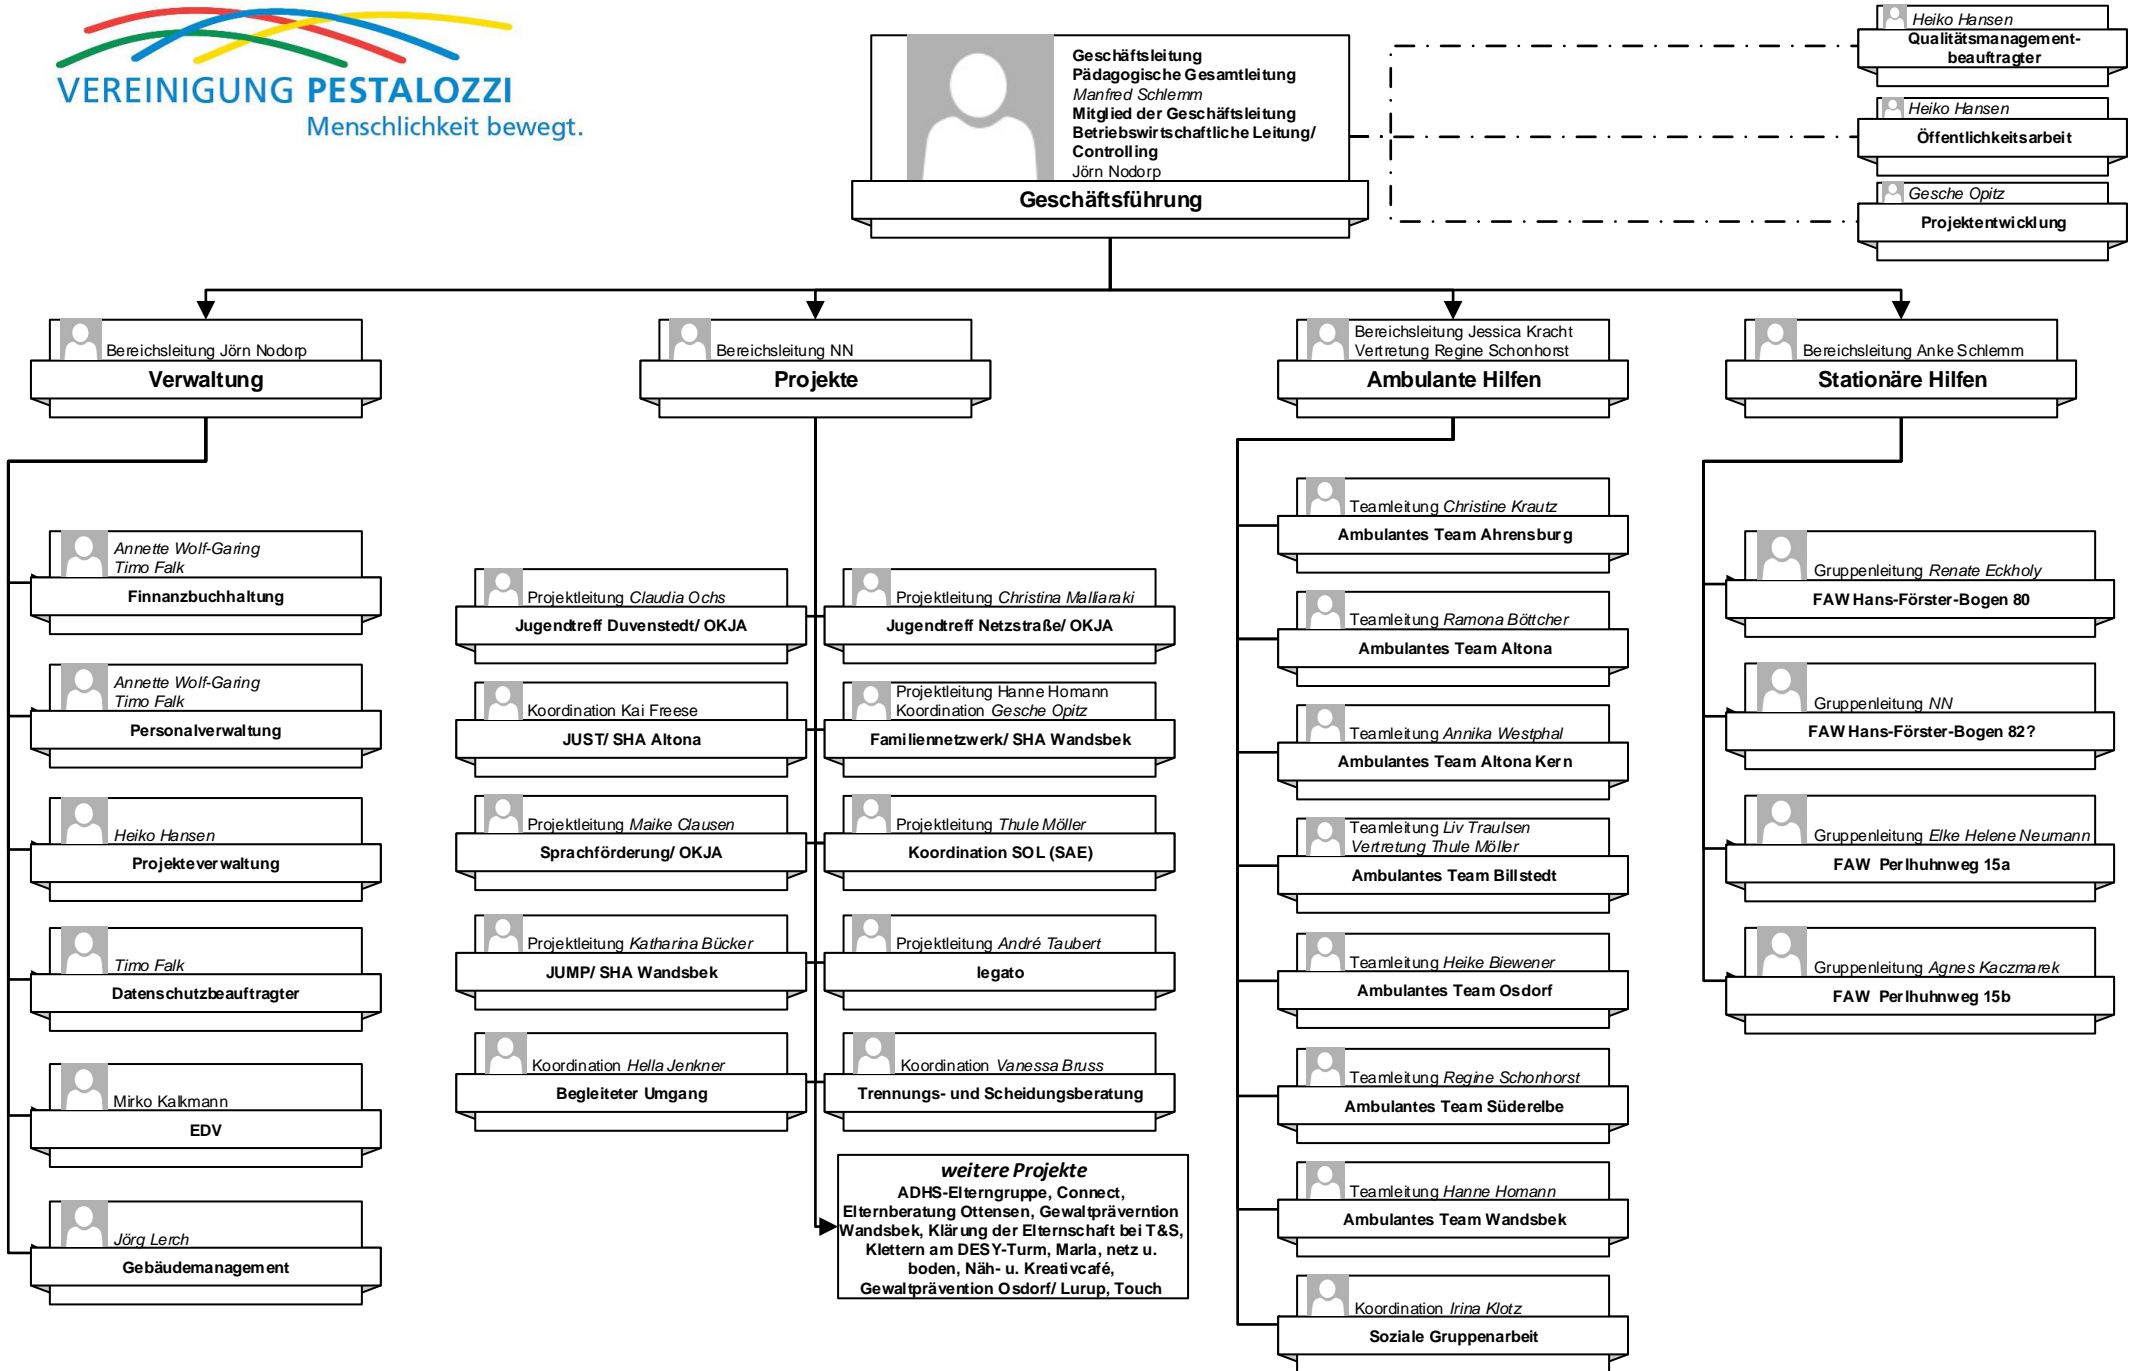 VEREINIGUNG PESTALOZZI
Menschlichkeit bewegt.
Geschäftsleitung
Pädagogische Gesamtleitung
Manfred Schlemm
Mitglied der Geschäftsleitung
Betriebswirtschaftliche Leitung/
Controlling
Jörn Nodorp
Geschäftsführung
Heiko Hansen
Qualitätsmanagement-
beauftragter
Heiko Hansen
Öffentlichkeitsarbeit
Gesche Opitz
Projektentwicklung
Bereichsleitung Jörn Nodorp
Verwaltung
Bereichsleitung NN
Projekte
Bereichsleitung Jessica Kracht
Vertretung Regine Schonhorst
Ambulante Hilfen
Bereichsleitung Anke Schlemm
Stationäre Hilfen
Annette Wolf-Garing
Timo Falk
Finnanzbuchhaltung
Annette Wolf-Garing
Timo Falk
Personalverwaltung
Heiko Hansen
Projekteverwaltung
Timo Falk
Datenschutzbeauftragter
Mirko Kalkmann
EDV
Jörg Lerch
Gebäudemanagement
Projektleitung Claudia Ochs
Jugendtreff Duvenstedt/ OKJA
Projektleitung Christina Malliaraki
Jugendtreff Netzstraße/ OKJA
Koordination Kai Freese
JUST/ SHA Altona
Projektleitung Hanne Homann
Koordination Gesche Opitz
Familiennetzwerk/ SHA Wandsbek
Projektleitung Maike Clausen
Sprachförderung/ OKJA
Projektleitung Thule Möller
Koordination SOL (SAE)
Projektleitung Katharina Bücker
JUMP/ SHA Wandsbek
Projektleitung André Taubert
legato
Koordination Hella Jenkner
Begleiteter Umgang
Koordination Vanessa Bruss
Trennungs- und Scheidungsberatung
weitere Projekte
ADHS-Elterngruppe, Connect,
Elternberatung Ottensen, Gewaltpräverntion
Wandsbek, Klärung der Elternschaft bei T&S,
Klettern am DESY-Turm, Marla, netz u.
boden, Näh- u. Kreativcafé,
Gewaltprävention Osdorf/ Lurup, Touch
Teamleitung Christine Krautz
Ambulantes Team Ahrensburg
Teamleitung Ramona Böttcher
Ambulantes Team Altona
Teamleitung Annika Westphal
Ambulantes Team Altona Kern
Teamleitung Liv Traulsen
Vertretung Thule Möller
Ambulantes Team Billstedt
Teamleitung Heike Biewener
Ambulantes Team Osdorf
Teamleitung Regine Schonhorst
Ambulantes Team Süderelbe
Teamleitung Hanne Homann
Ambulantes Team Wandsbek
Koordination Irina Klotz
Soziale Gruppenarbeit
Gruppenleitung Renate Eckholy
FAW Hans-Förster-Bogen 80
Gruppenleitung NN
FAW Hans-Förster-Bogen 82?
Gruppenleitung Elke Helene Neumann
FAW Perlhuhnweg 15a
Gruppenleitung Agnes Kaczmarek
FAW Perlhuhnweg 15b